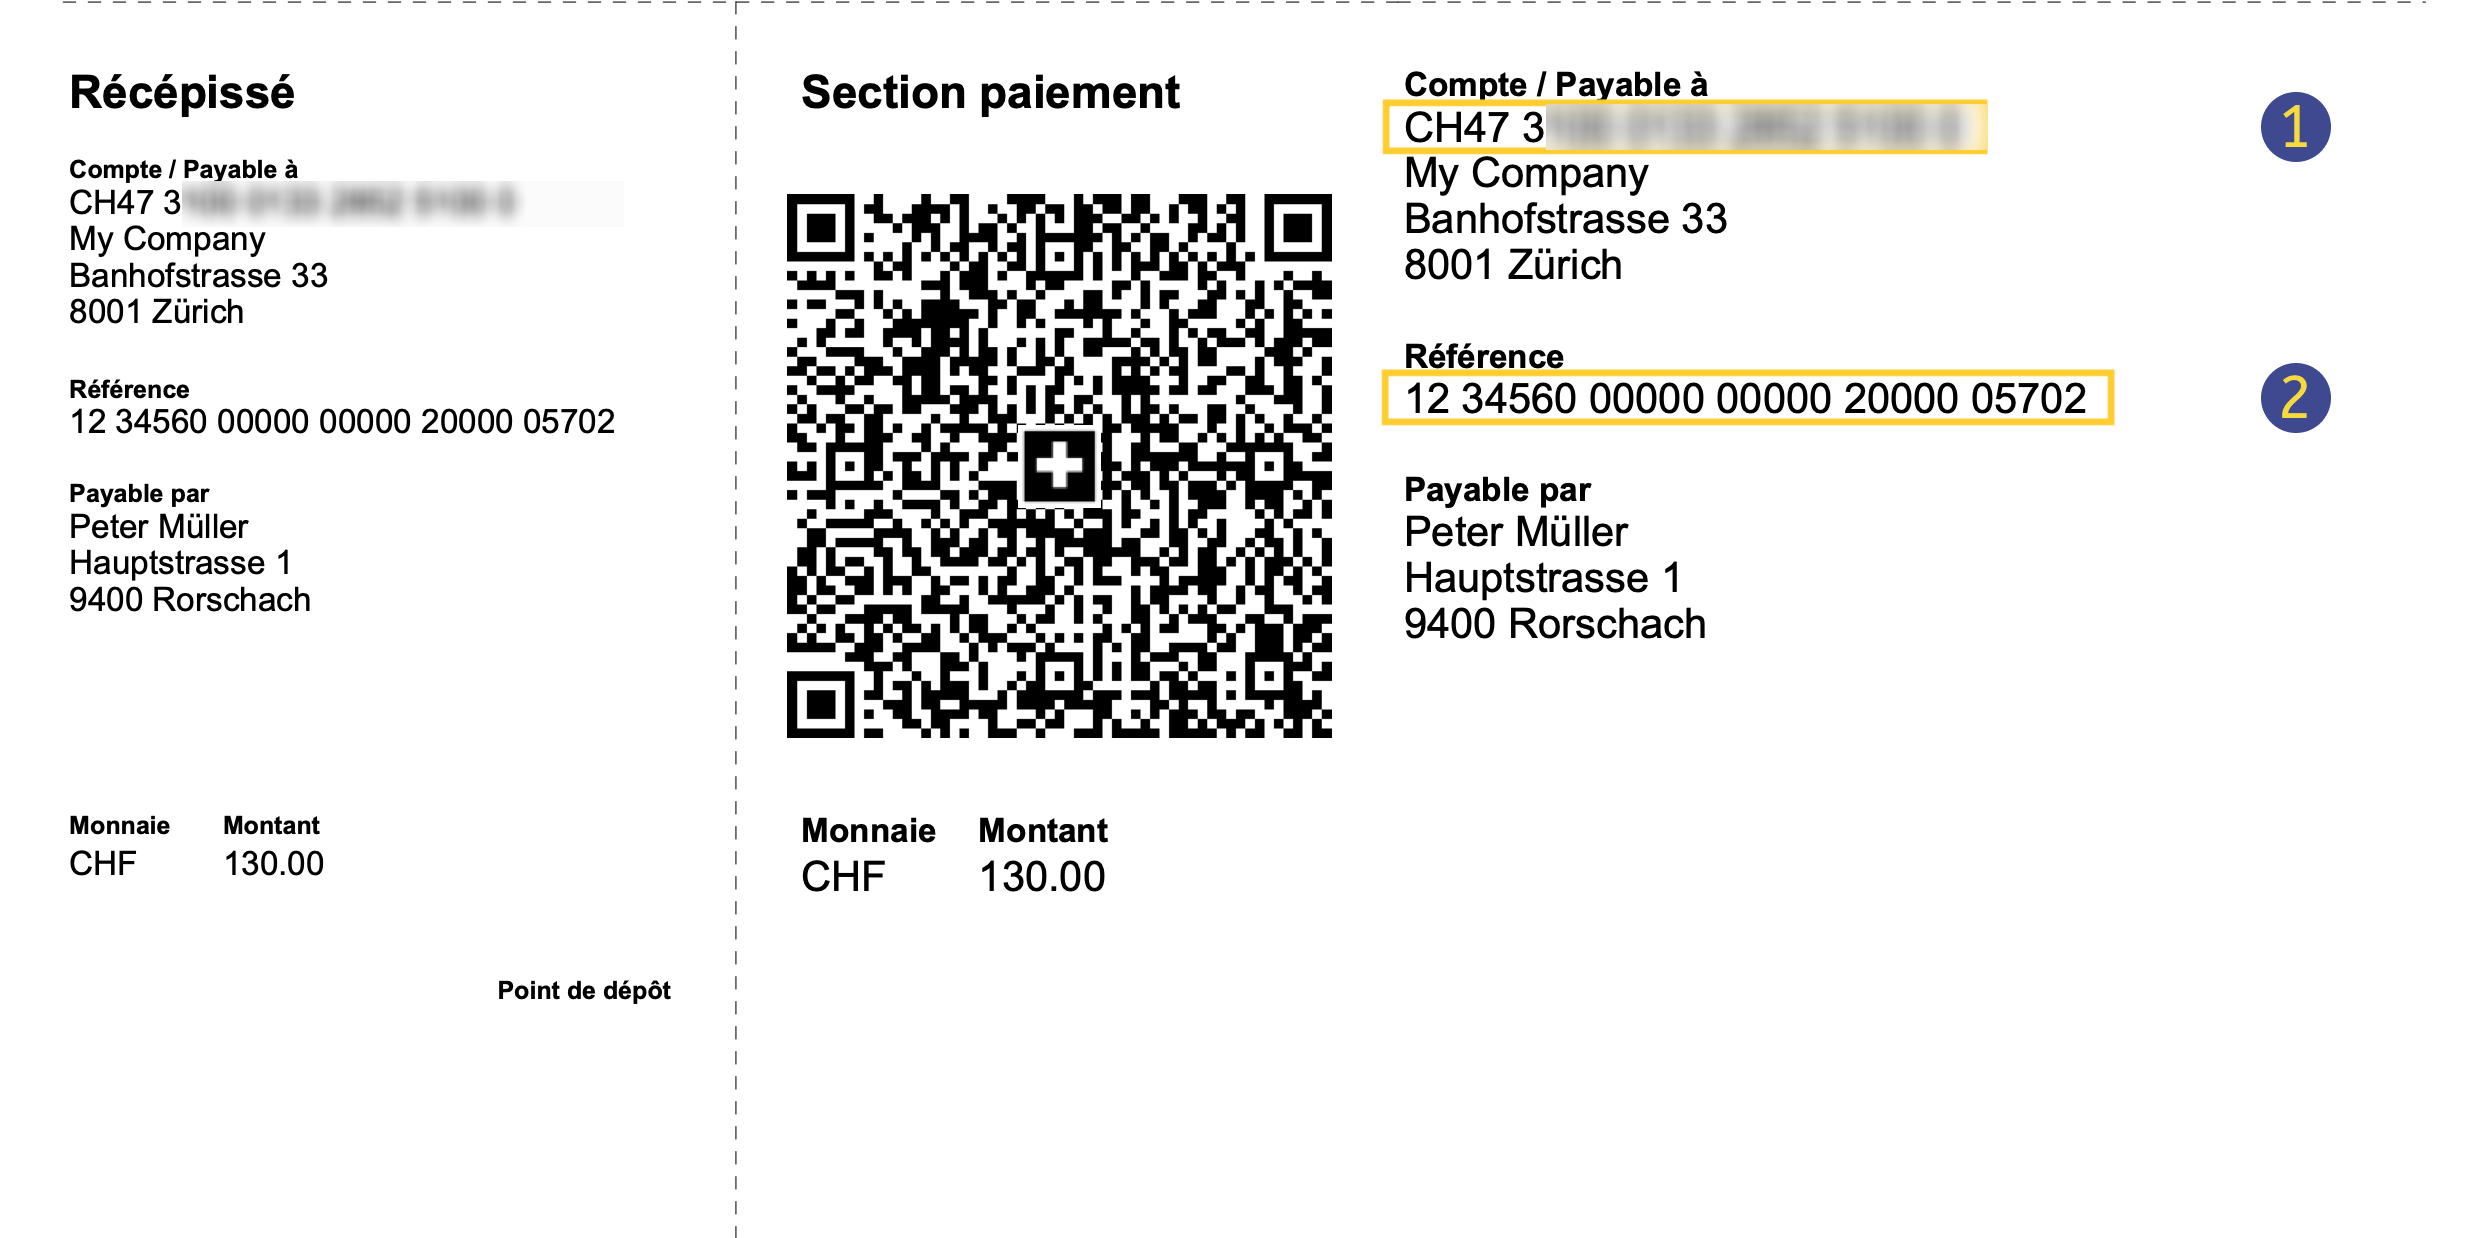 Récépissé
Compte / Payable à
CH47 3
My Company
Banhofstrasse 33
8001 Zürich
Référence
12 34560 00000 00000 20000 05702
Payable par
Peter Müller
Hauptstrasse 1
9400 Rorschach
Monnaie Montant
CHF 130.00
Point de dépôt
Section paiement
Monnaie Montant
CHF 130.00
Compte / Payable à
CH47 3
1
My Company
Banhofstrasse 33
8001 Zürich
Référence
12 34560 00000 00000 20000 05702
2
Payable par
Peter Müller
Hauptstrasse 1
9400 Rorschach